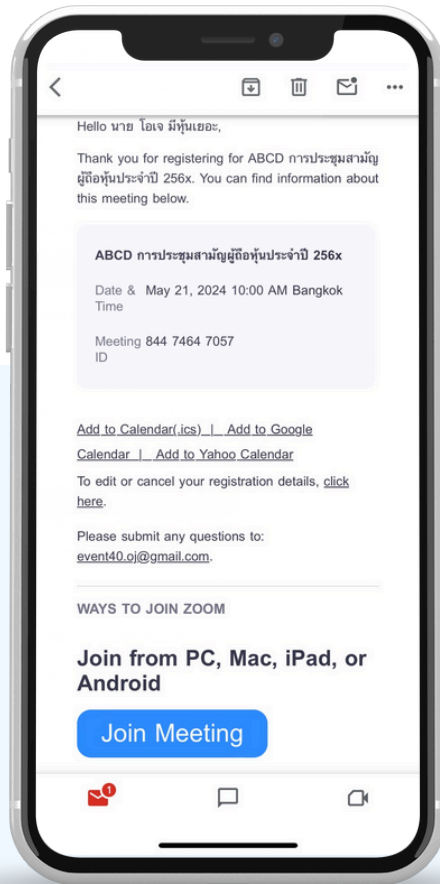 Hello นาย โอเจ มีหุ้นเยอะ,
Thank you for registering for ABCD การประชุมสามัญ
ผู้ถือหุ้นประจำปี 256x. You can find information about
this meeting below.
ABCD การประชุมสามัญผู้ถือหุ้นประจำปี 256x
Date & May 21, 2024 10:00 AM Bangkok
Time
Meeting 844 7464 7057
ID
Add to Calendar(.ics) | Add to Google
Calendar | Add to Yahoo Calendar
To edit or cancel your registration details, click
here.
Please submit any questions to:
event40.oj@gmail.com.
WAYS TO JOIN ZOOM
Join from PC, Mac, iPad, or
Android
Join Meeting
1